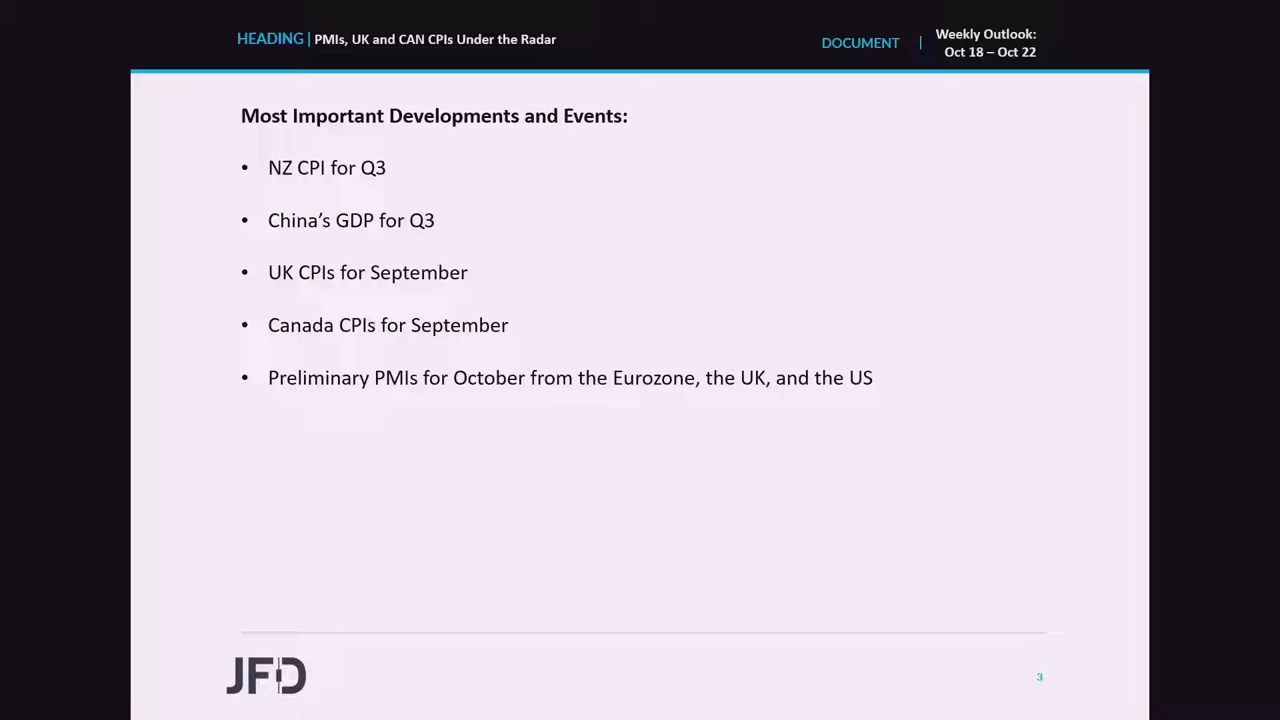 HEADING | PMIs, UK and CAN CPIs Under the Radar
DOCUMENT | Weekly Outlook:
Oct 18 – Oct 22
Most Important Developments and Events:
• NZ CPI for Q3
• China’s GDP for Q3
• UK CPIs for September
• Canada CPIs for September
• Preliminary PMIs for October from the Eurozone, the UK, and the US
JFD
3